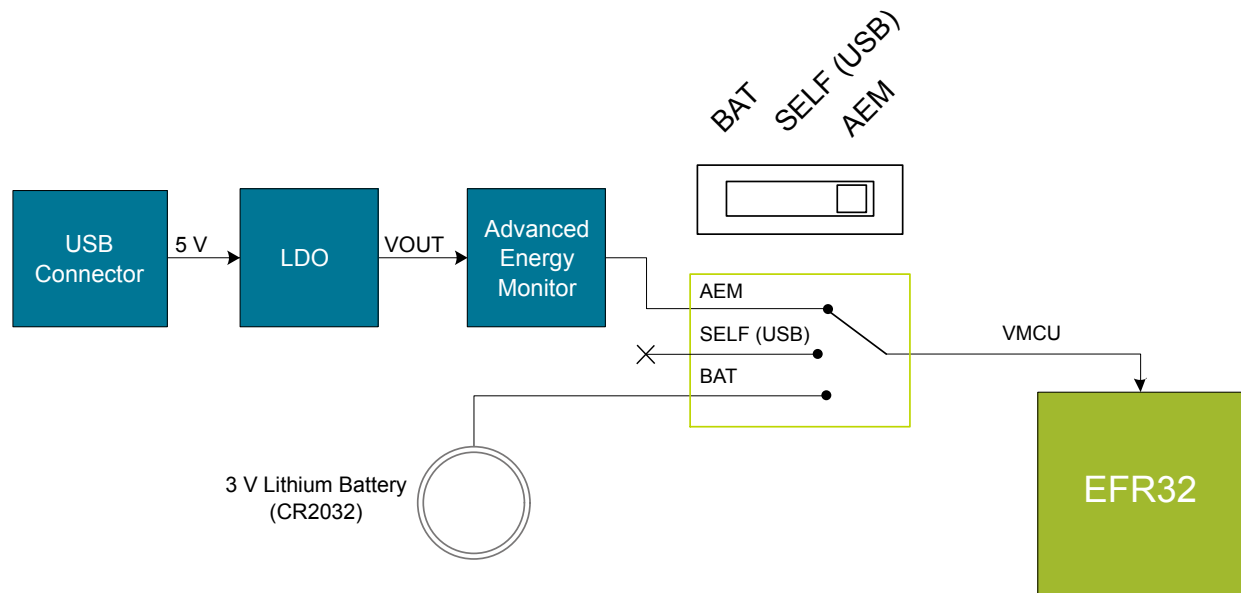 BAT
SELF (USB)
AEM
USB
Connector
5 V
LDO
VOUT
Advanced
Energy
Monitor
AEM
SELF (USB)
BAT
VMCU
3 V Lithium Battery
(CR2032)
EFR32